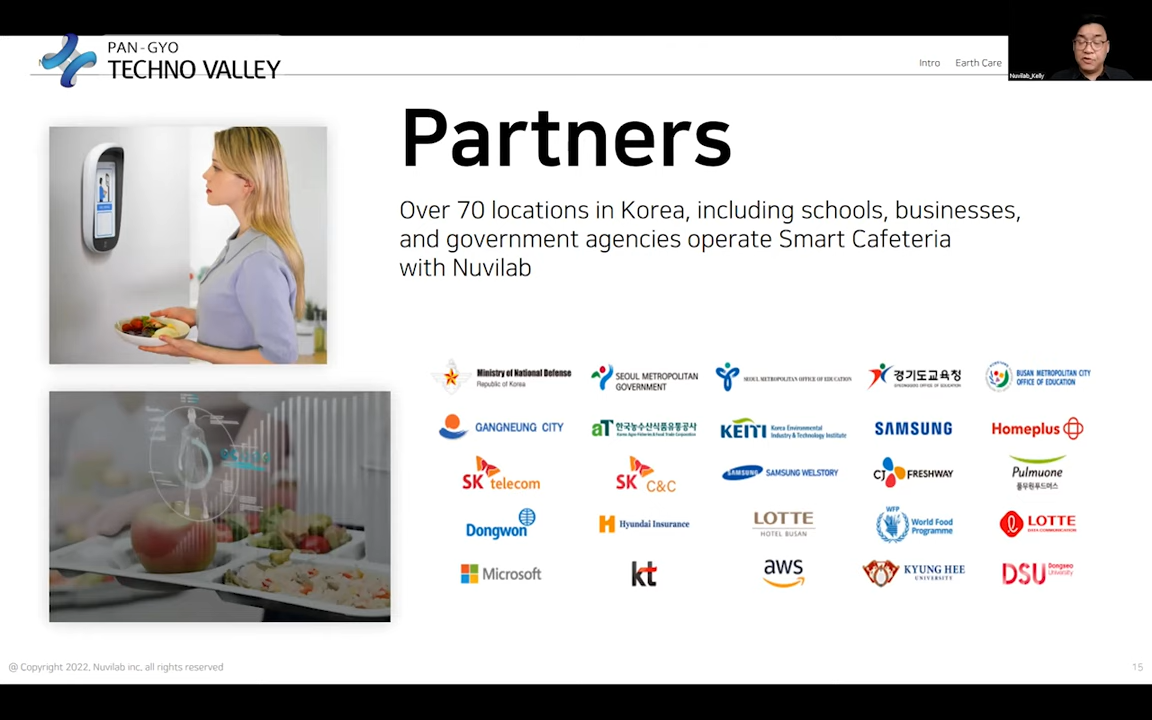 PAN-GYO
TECHNO VALLEY
Intro
Earth Care
Nuvilab_Kelly
Partners
Over 70 locations in Korea, including schools, businesses,
and government agencies operate Smart Cafeteria
with Nuvilab
Ministry of National Defense
Republic of Korea
SEOUL METROPOLITAN
GOVERNMENT
SEOUL METROPOLITAN OFFICE OF EDUCATION
경기도교육청
GYEONGGIDO OFFICE OF EDUCATION
BUSAN METROPOLITAN CITY
OFFICE OF EDUCATION
GANGNEUNG CITY
aT 한국농수산식품유통공사
Korea Agro-Fisheries & Food Trade Corporation
KEITI Korea Environmental
Industry & Technology Institute
SAMSUNG
Homeplus
SK telecom
SK C&C
SAMSUNG SAMSUNG WELSTORY
CJ FRESHWAY
Pulmuone
풀무원푸드머스
Dongwon
Hyundai Insurance
LOTTE
HOTEL BUSAN
WFP
World Food
Programme
LOTTE
DATA COMMUNICATION
Microsoft
kt
aws
KYUNG HEE
UNIVERSITY
DSU Dongseo
University
@ Copyright 2022, Nuvilab inc, all rights reserved
15